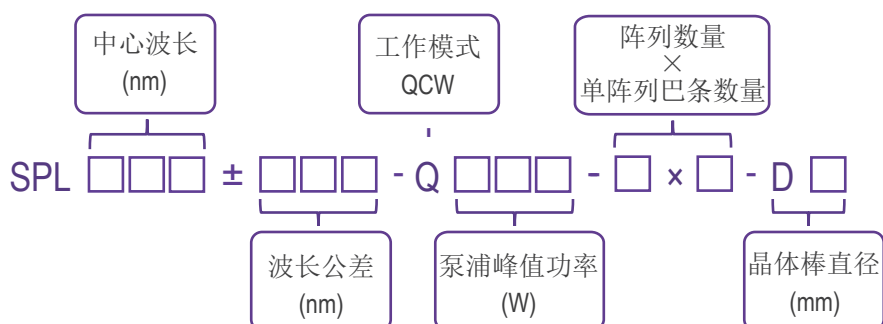 中心波长
(nm)
工作模式
QCW
阵列数量
×
单阵列巴条数量
SPL □□□ ± □□□ - Q □□□ - □ × □ - D □
波长公差
(nm)
泵浦峰值功率
(W)
晶体棒直径
(mm)